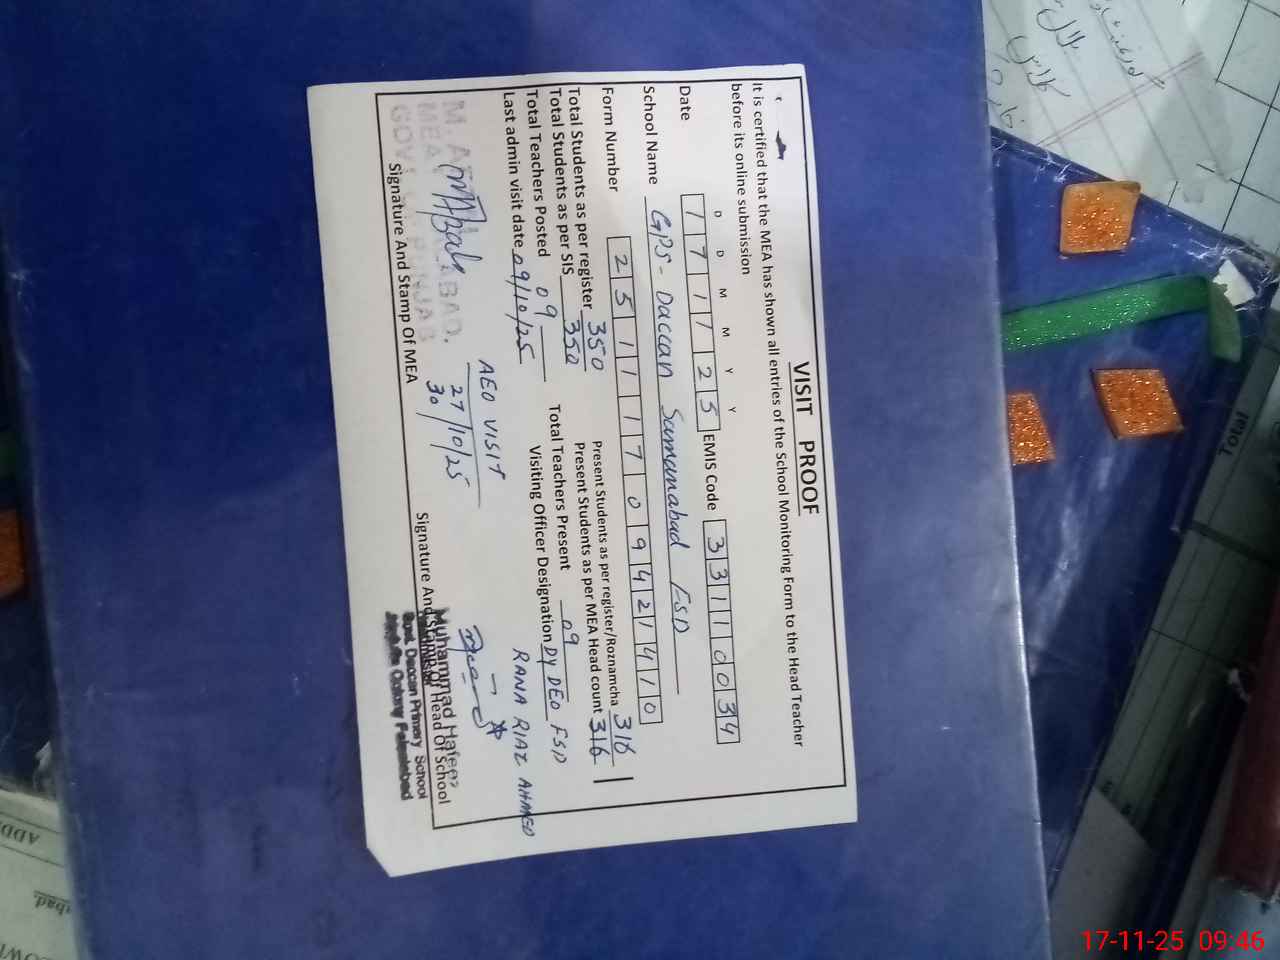 VISIT PROOF
It is certified that the MEA has shown all entries of the School Monitoring Form to the Head Teacher
before its online submission
D D M M Y Y
Date 1 7 1 1 2 5 EMIS Code 3 3 1 1 0 0 3 4
School Name GPS - Daccan Samanabad FSD
Form Number 2 5 1 1 1 7 0 9 4 2 1 4 1 0
Total Students as per register 350 Present Students as per register/Roznamcha 316
Total Students as per SIS 350 Present Students as per MEA Head count 316
Total Teachers Posted 09 Total Teachers Present 09
Last admin visit date 09/10/25 Visiting Officer Designation DY DEO FSD
RANA RIAZ AHMED
AEO VISIT
27/10/25
30
MEA
GOVT PUNJAB
Signature And Stamp Of MEA
Signature And Stamp of Head Of School
Muhammad Hafeez
Govt. Deccan Primary School
Colony Faisalabad
Total
17-11-25 09:46